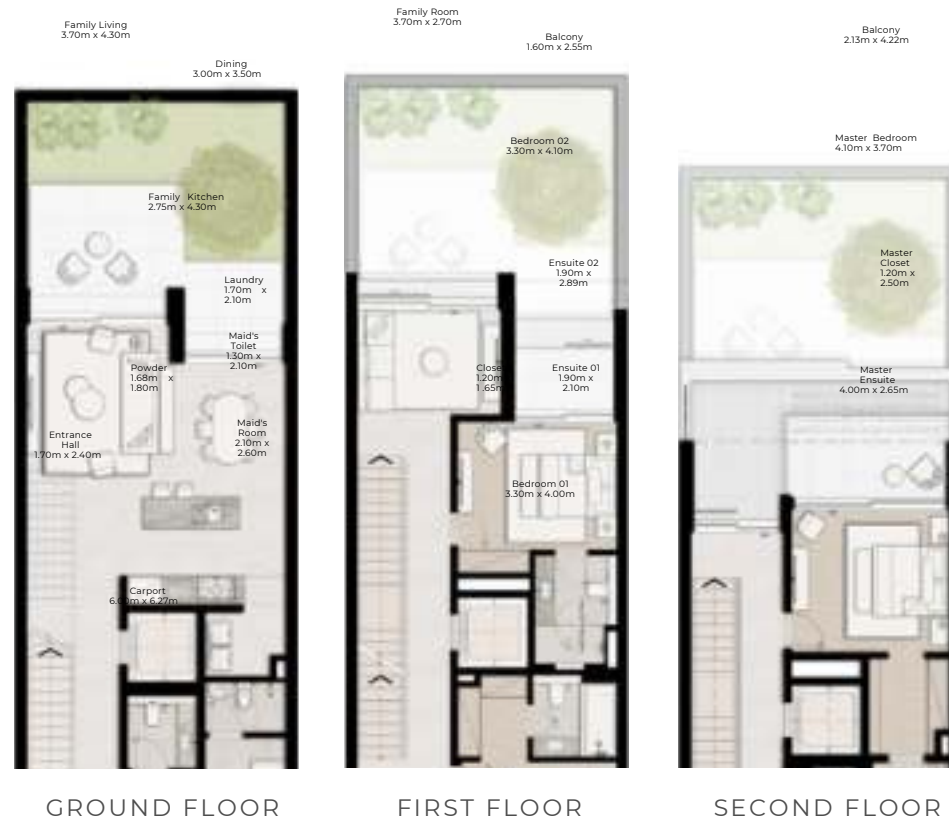 Family Living
3.70m x 4.30m
Dining
3.00m x 3.50m
Family Kitchen
2.75m x 4.30m
Laundry
1.70m x
2.10m
Maid's
Toilet
1.30m x
2.10m
Powder
1.68m x
1.80m
Maid's
Room
2.10m x
2.60m
Entrance
Hall
1.70m x 2.40m
Carport
6.00m x 6.27m
GROUND FLOOR
Family Room
3.70m x 2.70m
Balcony
1.60m x 2.55m
Bedroom 02
3.30m x 4.10m
Ensuite 02
1.90m x
2.89m
Close
1.20m
1.65m
Ensuite 01
1.90m x
2.10m
Bedroom 01
3.30m x 4.00m
FIRST FLOOR
Balcony
2.13m x 4.22m
Master Bedroom
4.10m x 3.70m
Master
Closet
1.20m x
2.50m
Master
Ensuite
4.00m x 2.65m
SECOND FLOOR